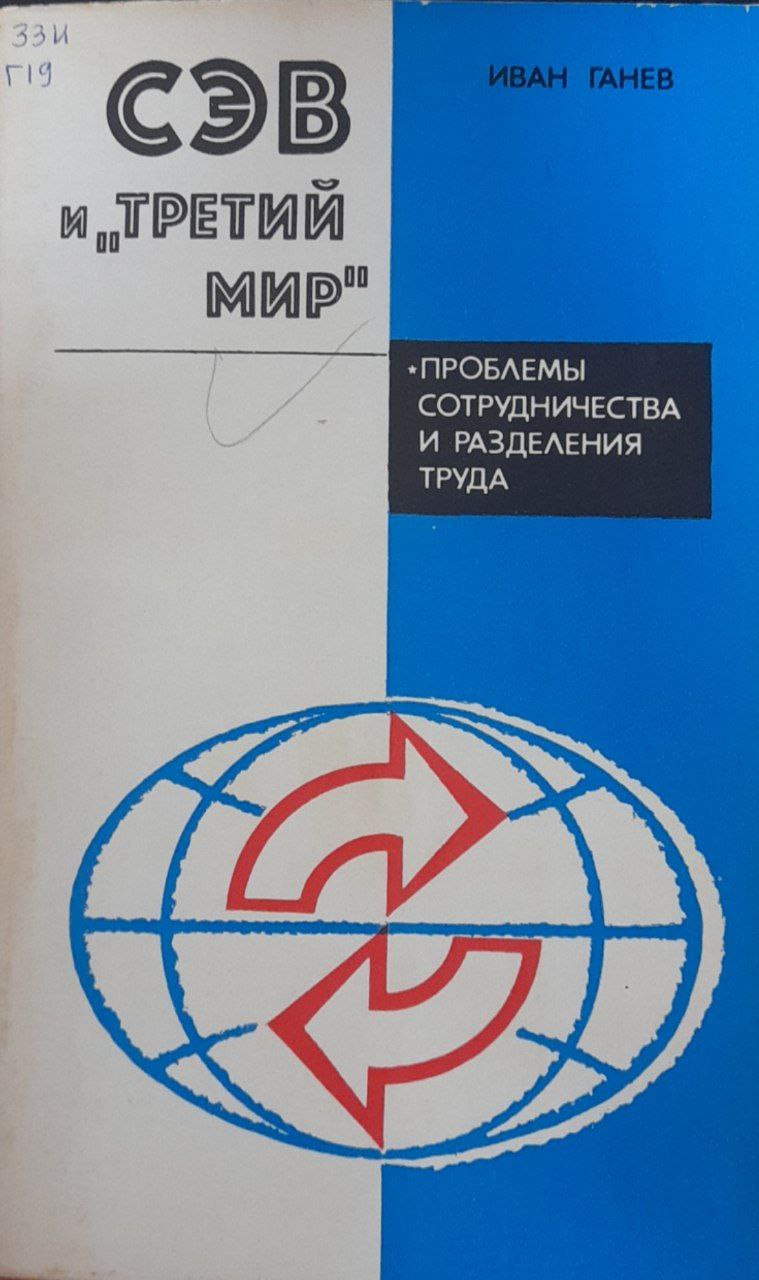 33И
Г19
СЭВ
и „ТРЕТИЙ
МИР"
ИВАН ГАНЕВ
*ПРОБЛЕМЫ
СОТРУДНИЧЕСТВА
И РАЗДЕЛЕНИЯ
ТРУДА